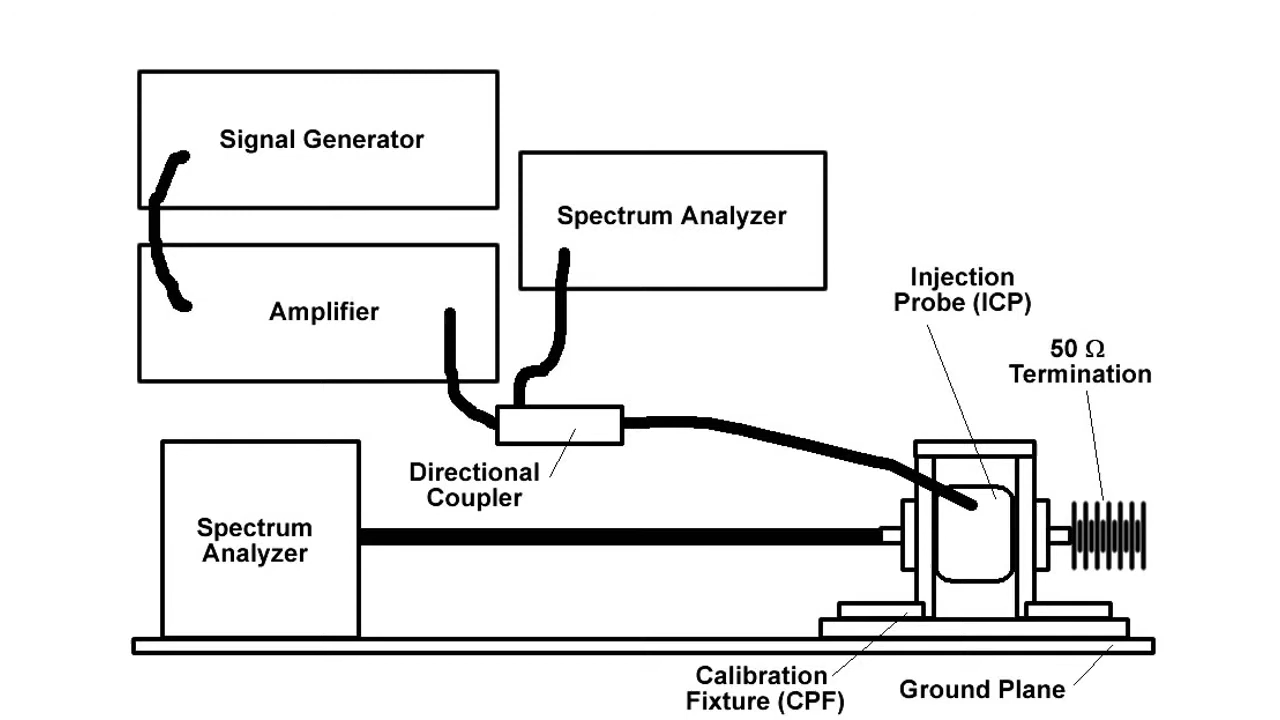 Signal Generator
Spectrum Analyzer
Injection
Probe (ICP)
Amplifier
50 Ω
Termination
Directional
Coupler
Spectrum
Analyzer
Calibration
Fixture (CPF)
Ground Plane